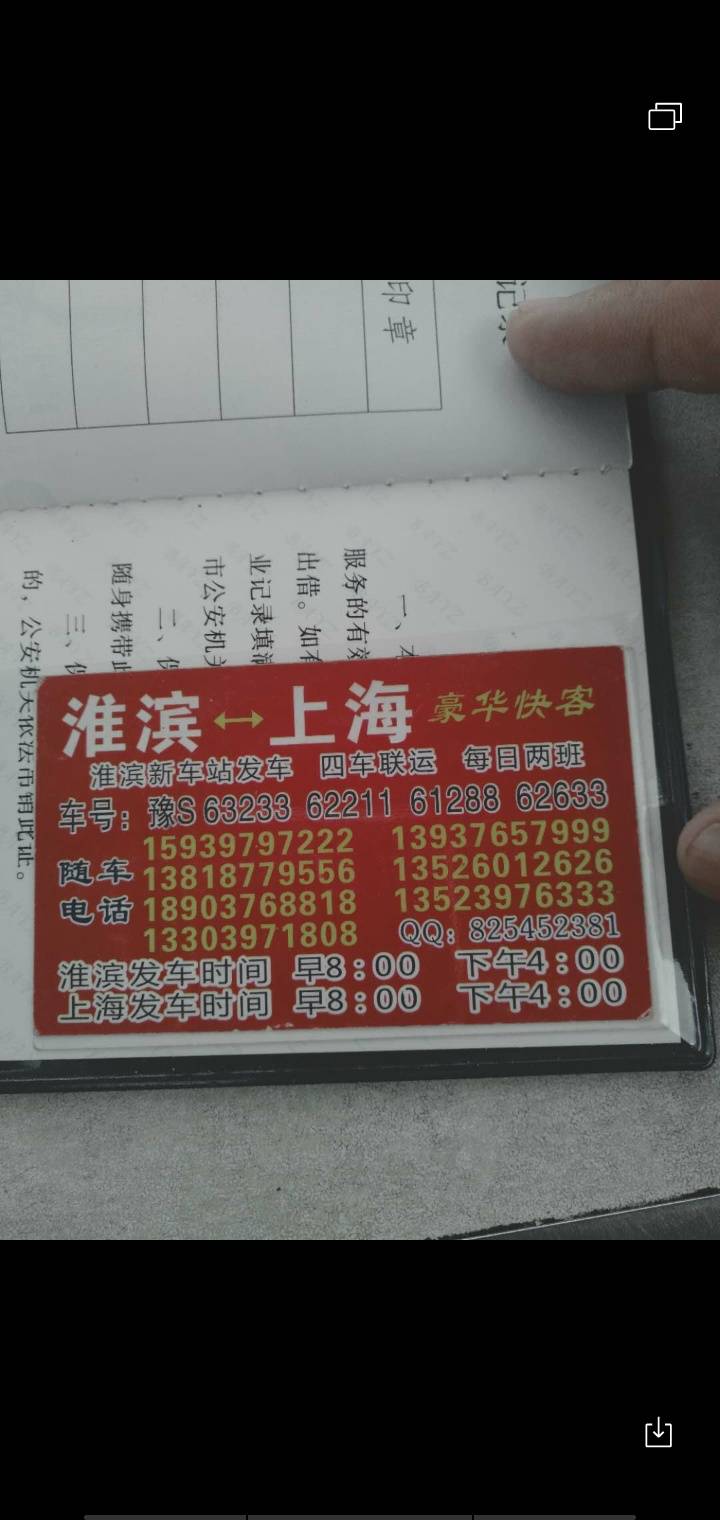 记
印章
一、
服务的有效
出借。如有
业记录填满
市公安机关
二、
随身携带此
三、
的，公安机关依法吊销此证。
淮滨↔上海 豪华快客
淮滨新车站发车 四车联运 每日两班
车号：豫S 63233 62211 61288 62633
随车电话
15939797222 13937657999
13818779556 13526012626
18903768818 13523976333
13303971808 QQ：825452381
淮滨发车时间 早8：00 下午4：00
上海发车时间 早8：00 下午4：00